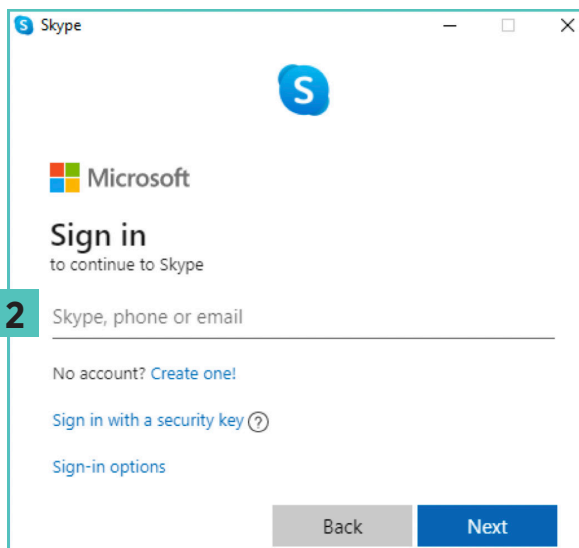 Skype
S
Microsoft
Sign in
to continue to Skype
2
Skype, phone or email
No account? Create one!
Sign in with a security key ?
Sign-in options
Back Next